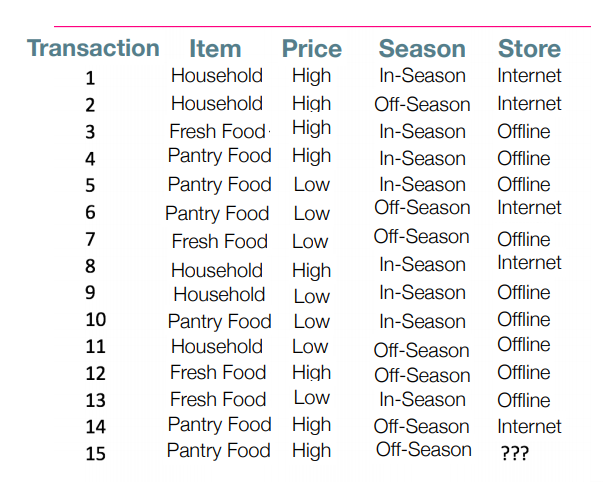 Transaction Item Price Season Store
1 Household High In-Season Internet
2 Household High Off-Season Internet
3 Fresh Food High In-Season Offline
4 Pantry Food High In-Season Offline
5 Pantry Food Low In-Season Offline
6 Pantry Food Low Off-Season Internet
7 Fresh Food Low Off-Season Offline
8 Household High In-Season Internet
9 Household Low In-Season Offline
10 Pantry Food Low In-Season Offline
11 Household Low Off-Season Offline
12 Fresh Food High Off-Season Offline
13 Fresh Food Low In-Season Offline
14 Pantry Food High Off-Season Internet
15 Pantry Food High Off-Season ???